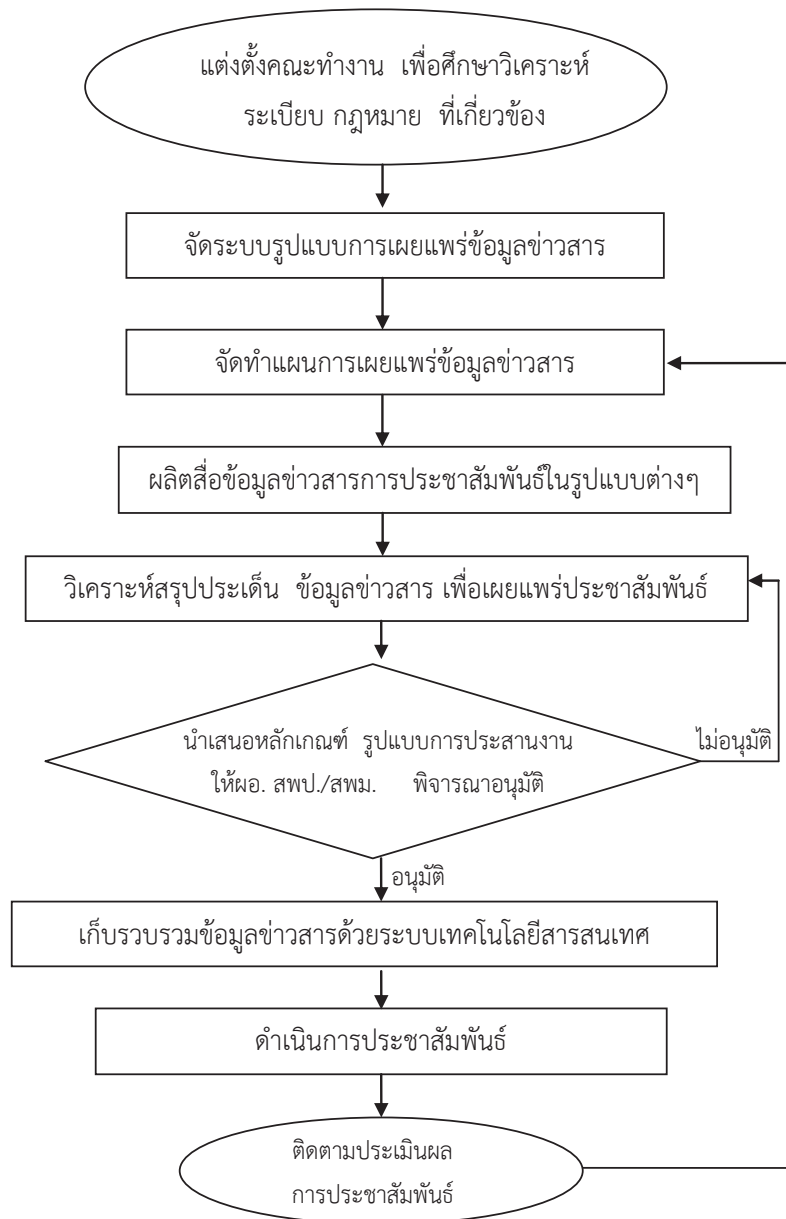 แต่งตั้งคณะทำงาน เพื่อศึกษาวิเคราะห์
ระเบียบ กฎหมาย ที่เกี่ยวข้อง
จัดระบบรูปแบบการเผยแพร่ข้อมูลข่าวสาร
จัดทำแผนการเผยแพร่ข้อมูลข่าวสาร
ผลิตสื่อข้อมูลข่าวสารการประชาสัมพันธ์ในรูปแบบต่างๆ
วิเคราะห์สรุปประเด็น ข้อมูลข่าวสาร เพื่อเผยแพร่ประชาสัมพันธ์
นำเสนอหลักเกณฑ์ รูปแบบการประสานงาน
ให้ผอ. สพป./สพม. พิจารณาอนุมัติ
ไม่อนุมัติ
อนุมัติ
เก็บรวบรวมข้อมูลข่าวสารด้วยระบบเทคโนโลยีสารสนเทศ
ดำเนินการประชาสัมพันธ์
ติดตามประเมินผล
การประชาสัมพันธ์